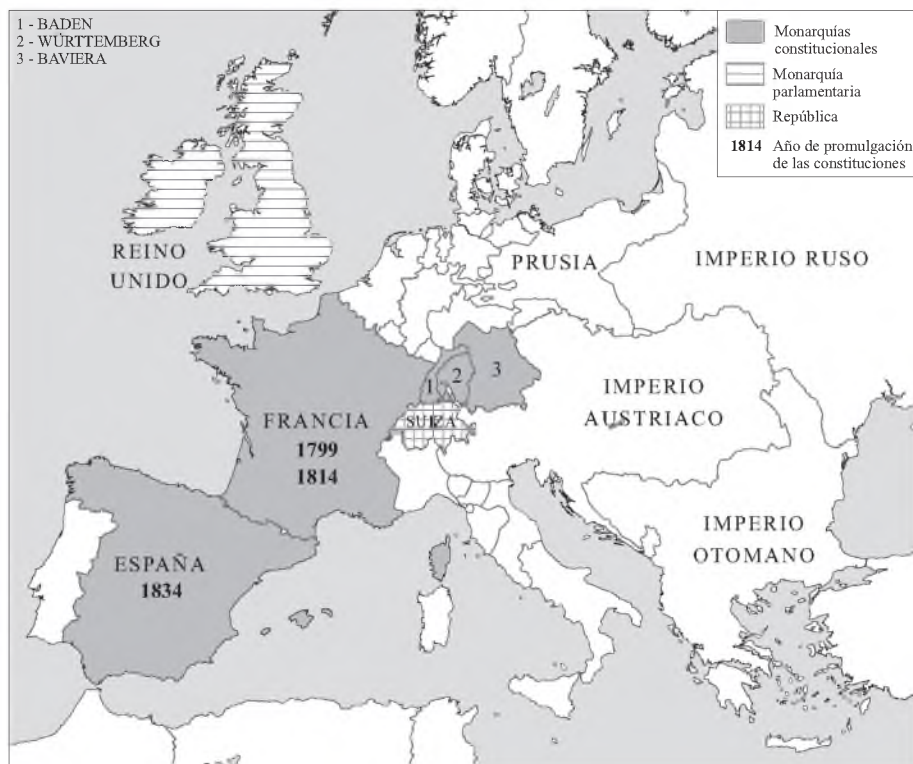 1 - BADEN
2 - WÜRTTEMBERG
3 - BAVIERA
Monarquías
constitucionales
Monarquía
parlamentaria
República
1814 Año de promulgación
de las constituciones
REINO
UNIDO
PRUSIA
IMPERIO RUSO
1
2
3
IMPERIO
AUSTRIACO
FRANCIA
1799
1814
SUIZA
IMPERIO
OTOMANO
ESPAÑA
1834